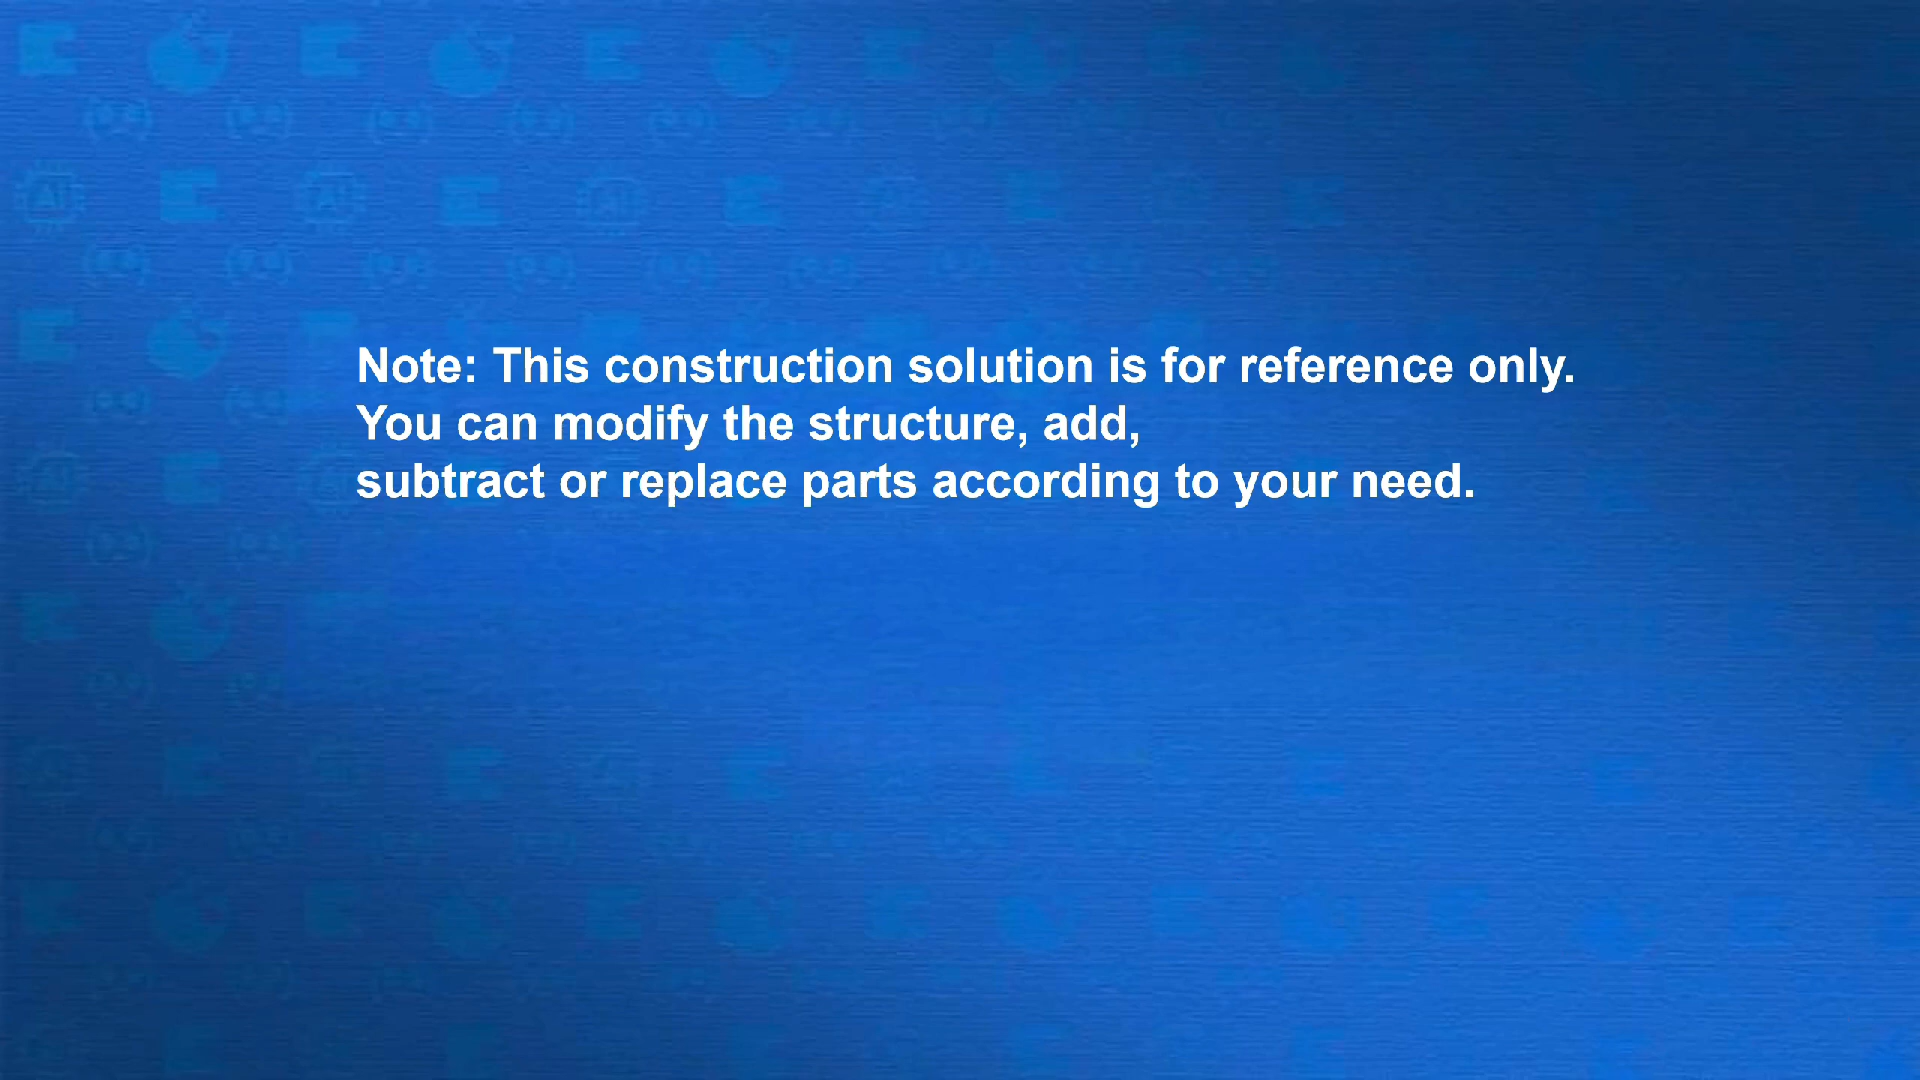 Note: This construction solution is for reference only.
You can modify the structure, add,
subtract or replace parts according to your need.